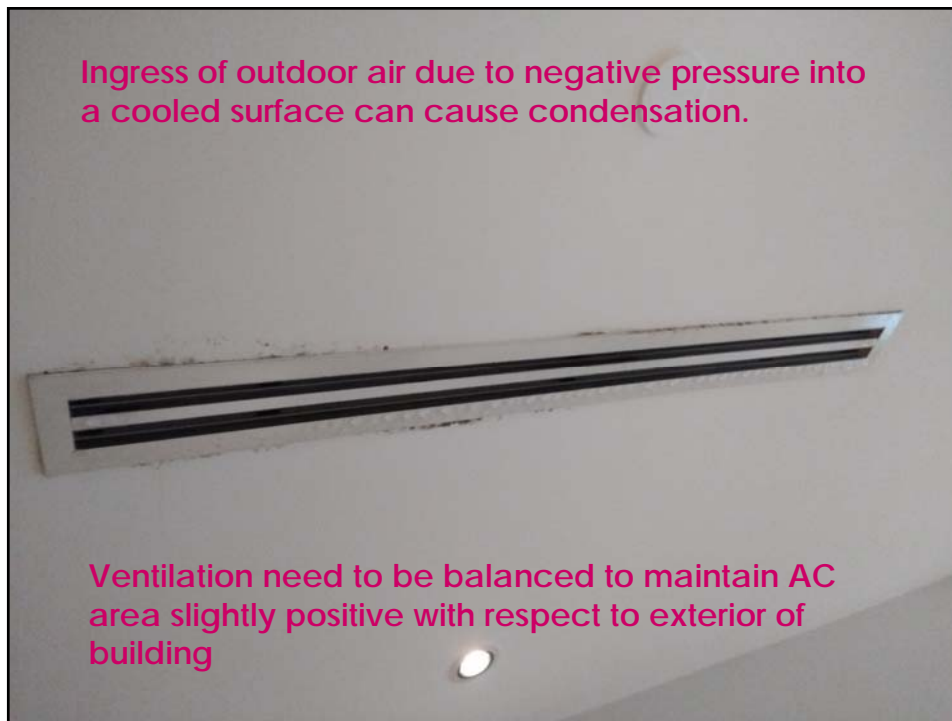 Ingress of outdoor air due to negative pressure into
a cooled surface can cause condensation.
Ventilation need to be balanced to maintain AC
area slightly positive with respect to exterior of
building